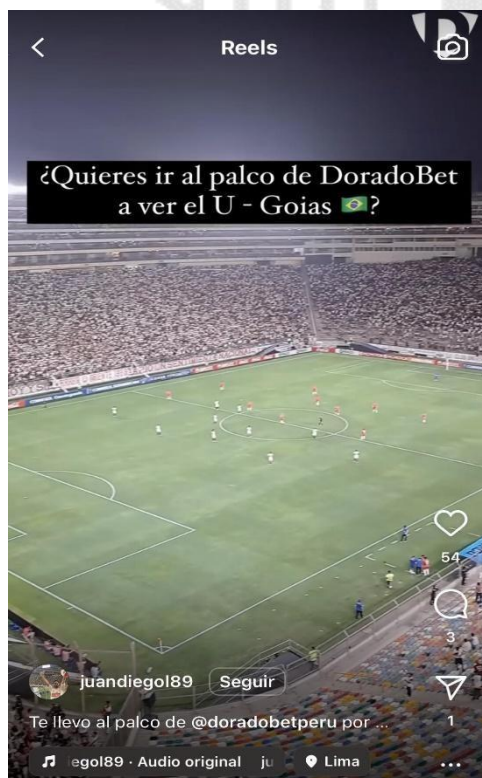 Reels
¿Quieres ir al palco de DoradoBet
a ver el U - Goias 🇧🇷?
54
3
juandiegol89 Seguir
Te llevo al palco de @doradobetperu por ...
1
egol89 · Audio original ju Lima